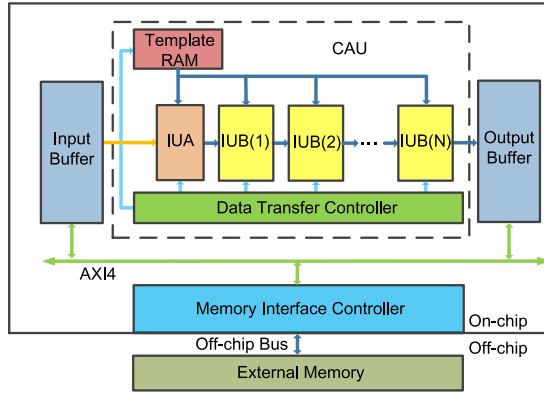 Template
RAM
CAU
Input
Buffer
IUA
IUB(1)
IUB(2)
IUB(N)
Output
Buffer
Data Transfer Controller
AXI4
Memory Interface Controller
On-chip
Off-chip Bus
Off-chip
External Memory